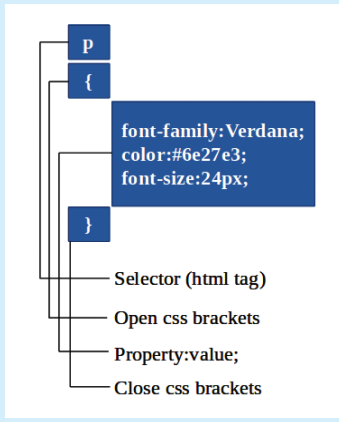 p
{
font-family:Verdana;
color:#6e27e3;
font-size:24px;
}
Selector (html tag)
Open css brackets
Property:value;
Close css brackets